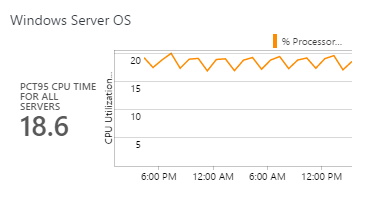 Windows Server OS
% Processor...
PCT95 CPU TIME
FOR ALL
SERVERS
18.6
CPU Utilization...
20
15
10
5
6:00 PM 12:00 AM 6:00 AM 12:00 PM